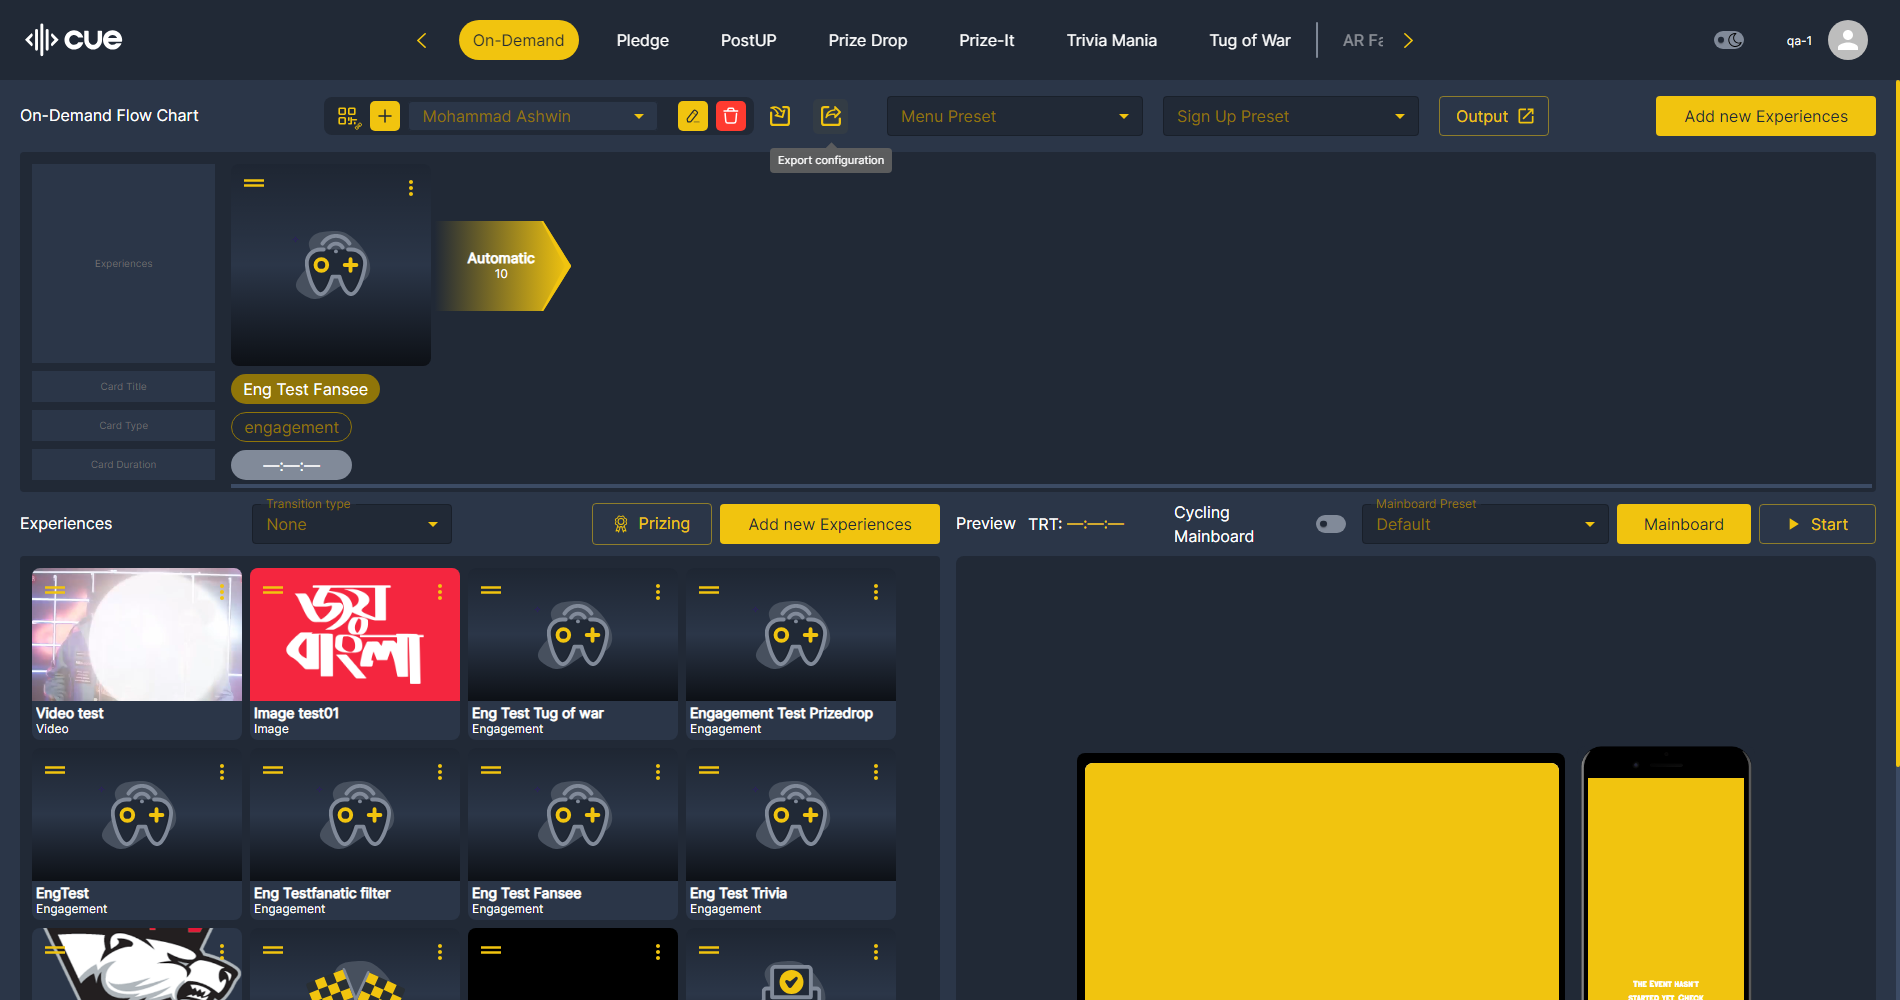 cue
On-Demand
Pledge
PostUP
Prize Drop
Prize-It
Trivia Mania
Tug of War
AR Fa
qa-1
On-Demand Flow Chart
Mohammad Ashwin
Menu Preset
Sign Up Preset
Output
Add new Experiences
Export configuration
Experiences
Automatic
10
Card Title
Eng Test Fansee
Card Type
engagement
Card Duration
—:—:—
Experiences
Transition type
None
Prizing
Add new Experiences
Preview
TRT: —:—:—
Cycling
Mainboard
Mainboard Preset
Default
Mainboard
Start
জয়
বাংলা
Video test
Video
Image test01
Image
Eng Test Tug of war
Engagement
Engagement Test Prizedrop
Engagement
EngTest
Engagement
Eng Testfanatic filter
Engagement
Eng Test Fansee
Engagement
Eng Test Trivia
Engagement
The Event hasn't
started yet. Check